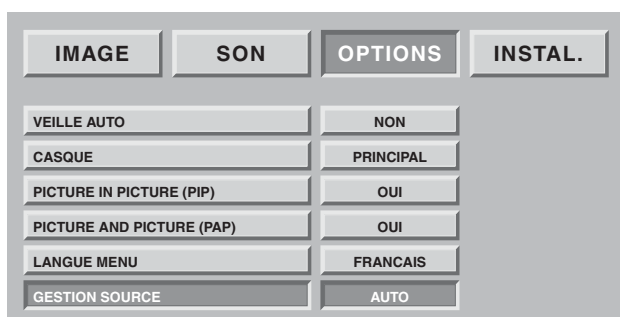 IMAGE SON OPTIONS INSTAL.
VEILLE AUTO NON
CASQUE PRINCIPAL
PICTURE IN PICTURE (PIP) OUI
PICTURE AND PICTURE (PAP) OUI
LANGUE MENU FRANCAIS
GESTION SOURCE AUTO